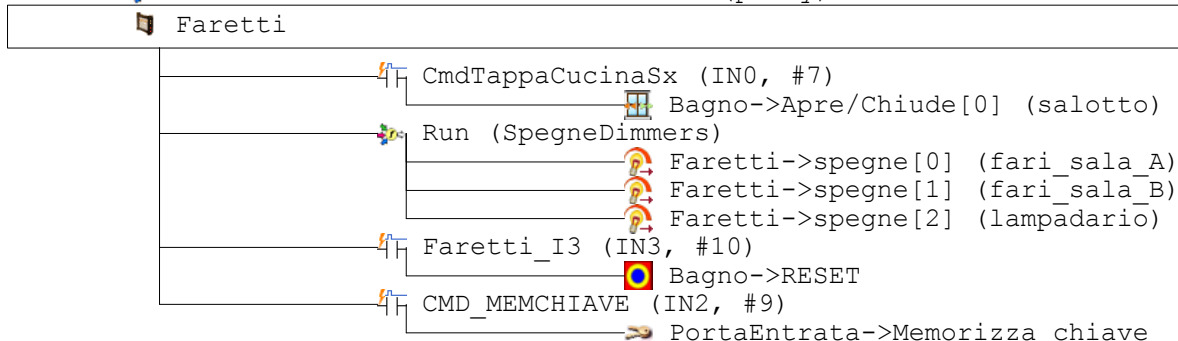 Faretti
CmdTappaCucinaSx (IN0, #7)
Bagno->Apre/Chiude[0] (salotto)
Run (SpegneDimmers)
Faretti->spegne[0] (fari_sala_A)
Faretti->spegne[1] (fari_sala_B)
Faretti->spegne[2] (lampadario)
Faretti_I3 (IN3, #10)
Bagno->RESET
CMD_MEMCHIAVE (IN2, #9)
PortaEntrata->Memorizza chiave